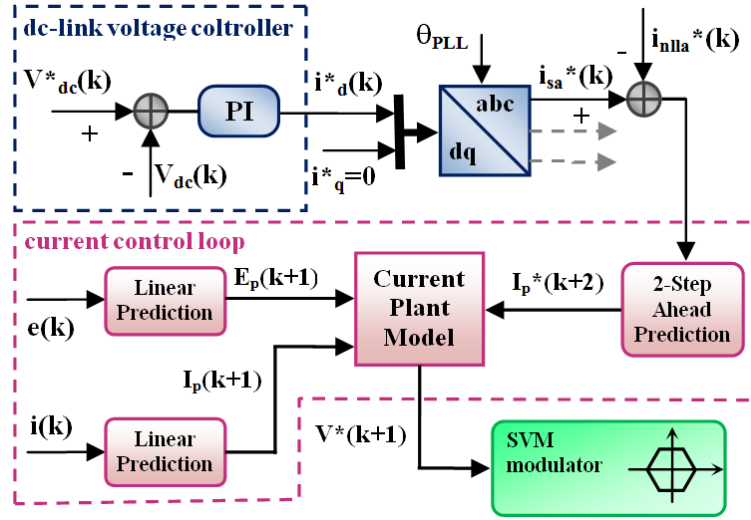 dc-link voltage coltroller
V*dc(k)
+
-
Vdc(k)
PI
i*d(k)
i*q=0
θPLL
abc
dq
isa*(k)
+
-
inlla*(k)
current control loop
e(k)
Linear
Prediction
Ep(k+1)
Current
Plant
Model
Ip*(k+2)
2-Step
Ahead
Prediction
Ip(k+1)
i(k)
Linear
Prediction
V*(k+1)
SVM
modulator